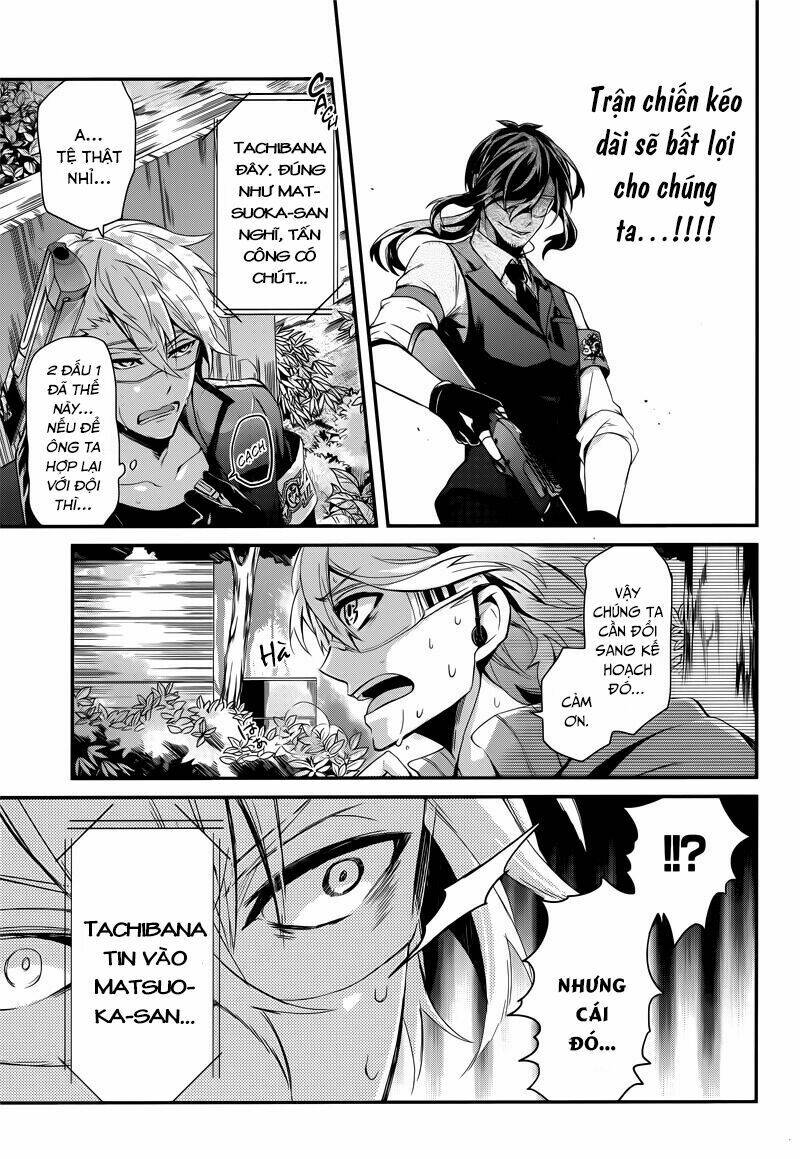 Trận chiến kéo
dài sẽ bất lợi
cho chúng
ta...!!!!
CẠCH
TACHIBANA
ĐÂY. ĐÚNG
NHƯ MAT-
SUOKA-SAN
NGHĨ, TẤN
CÔNG CÓ
CHÚT...
A...
TỆ THẬT
NHỈ...
2 ĐẤU 1
ĐÃ THẾ
NÀY...
NẾU ĐỂ
ÔNG TA
HỢP LẠI
VỚI ĐỘI
THÌ...
CẠCH
VẬY
CHÚNG TA
CẦN ĐỔI
SANG KẾ
HOẠCH
ĐÓ...
CẢM
ƠN.
Hà
!!?
NHƯNG
CÁI
ĐÓ...
TACHIBANA
TIN VÀO
MATSUO-
KA-SAN...